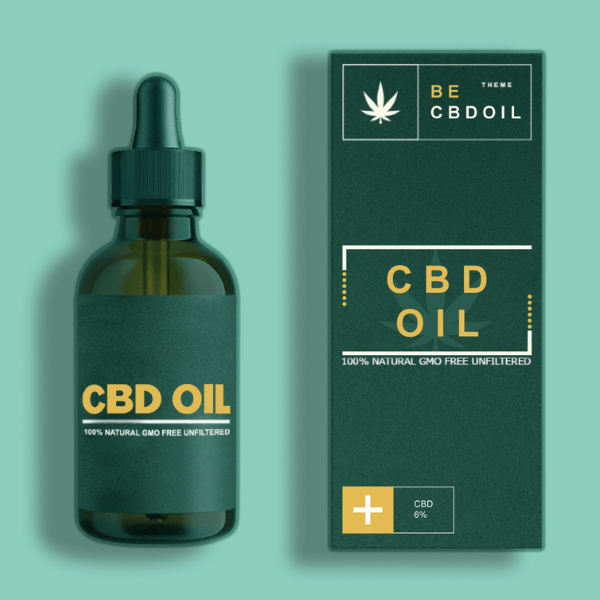 CBD OIL
100% NATURAL GMO FREE UNFILTERED
BE THEME
CBDOIL
CBD
OIL
100% NATURAL GMO FREE UNFILTERED
CBD
6%